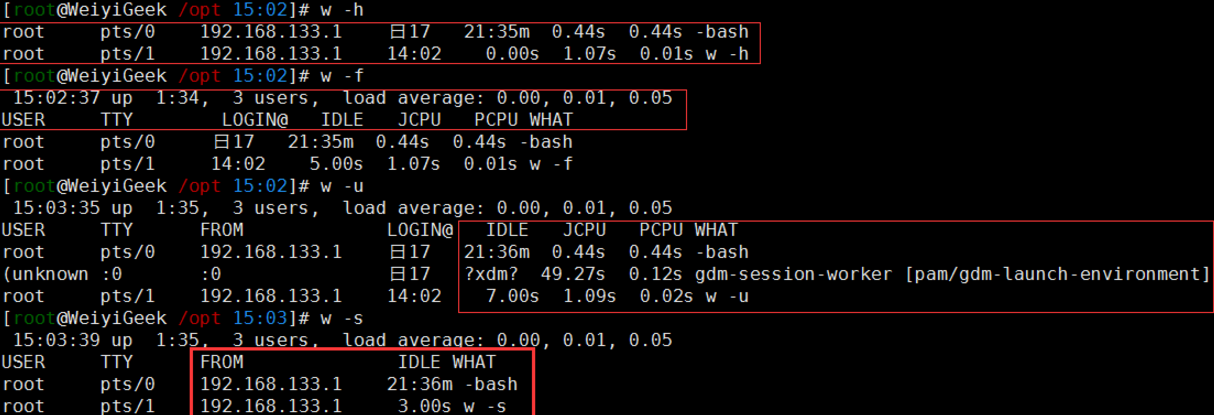 [root@WeiyiGeek /opt 15:02]# w -h
root     pts/0    192.168.133.1    日17   21:35m  0.44s  0.44s -bash
root     pts/1    192.168.133.1    14:02    0.00s  1.07s  0.01s w -h
[root@WeiyiGeek /opt 15:02]# w -f
 15:02:37 up  1:34,  3 users,  load average: 0.00, 0.01, 0.05
USER     TTY        LOGIN@   IDLE   JCPU   PCPU WHAT
root     pts/0     日17   21:35m  0.44s  0.44s -bash
root     pts/1     14:02    5.00s  1.07s  0.01s w -f
[root@WeiyiGeek /opt 15:02]# w -u
 15:03:35 up  1:35,  3 users,  load average: 0.00, 0.01, 0.05
USER     TTY      FROM             LOGIN@   IDLE   JCPU   PCPU WHAT
root     pts/0    192.168.133.1    日17   21:36m  0.44s  0.44s -bash
(unknown :0       :0               日17   ?xdm?  49.27s  0.12s gdm-session-worker [pam/gdm-launch-environment]
root     pts/1    192.168.133.1    14:02    7.00s  1.09s  0.02s w -u
[root@WeiyiGeek /opt 15:03]# w -s
 15:03:39 up  1:35,  3 users,  load average: 0.00, 0.01, 0.05
USER     TTY      FROM              IDLE WHAT
root     pts/0    192.168.133.1    21:36m -bash
root     pts/1    192.168.133.1     3.00s w -s